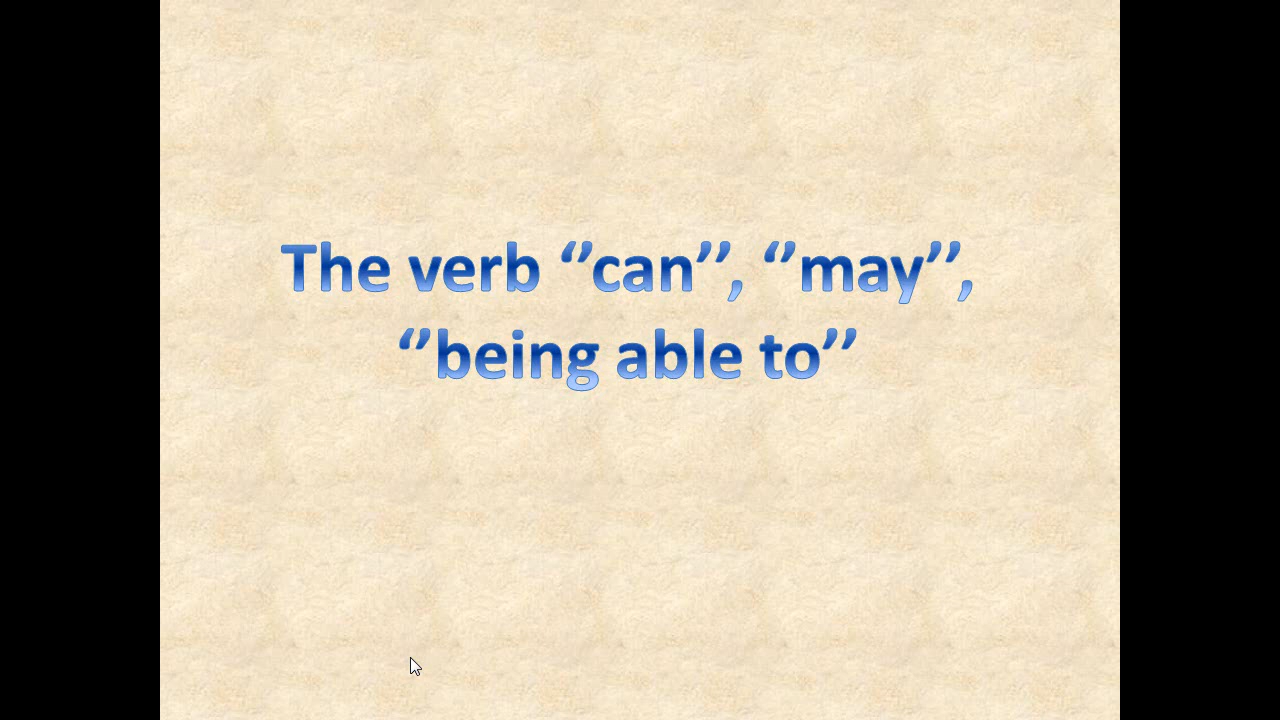 The verb ‘’can’’, ‘’may’’,
‘’being able to’’